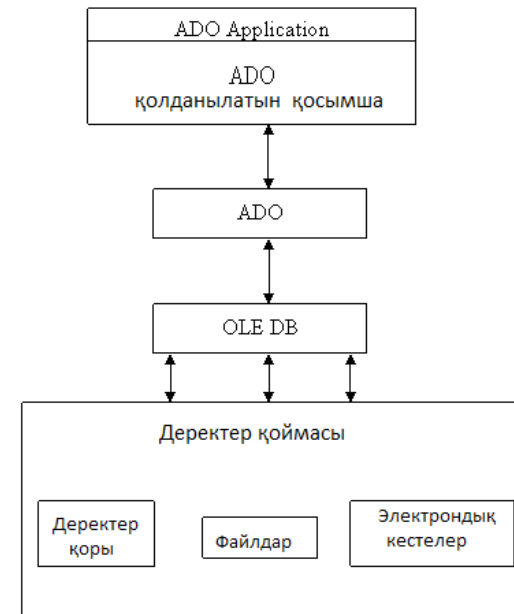 ADO Application
ADO
қолданылатын қосымша
ADO
OLE DB
Деректер қоймасы
Деректер
қоры
Файлдар
Электрондық
кестелер